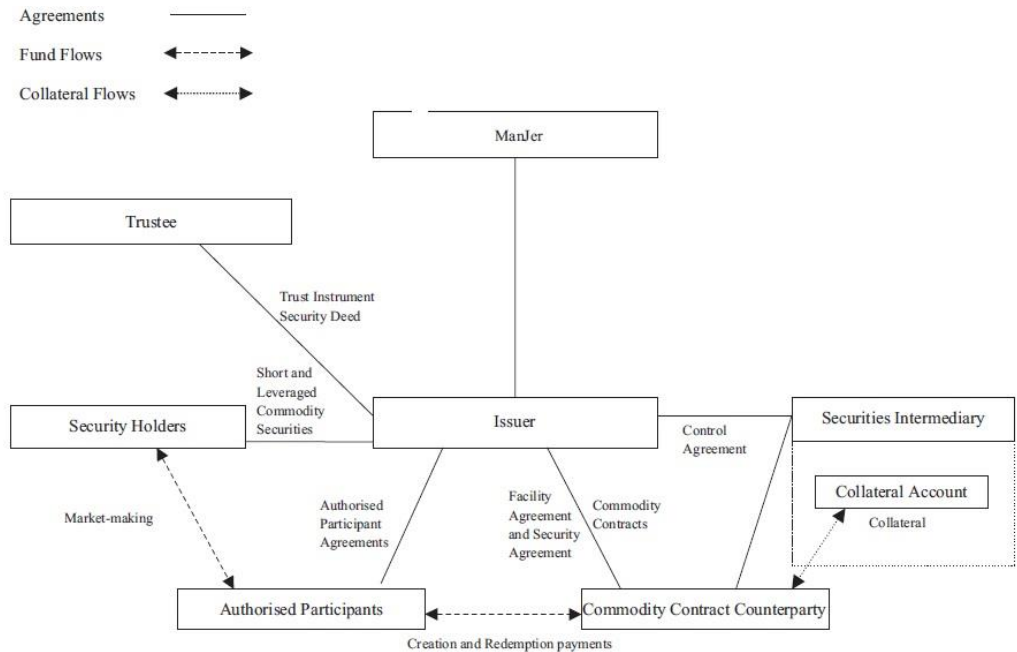 Agreements
Fund Flows
Collateral Flows
ManJer
Trustee
Trust Instrument
Security Deed
Short and
Leveraged
Commodity
Securities
Security Holders
Issuer
Securities Intermediary
Control
Agreement
Collateral Account
Collateral
Market-making
Authorised
Participant
Agreements
Facility
Agreement
and Security
Agreement
Commodity
Contracts
Authorised Participants
Commodity Contract Counterparty
Creation and Redemption payments